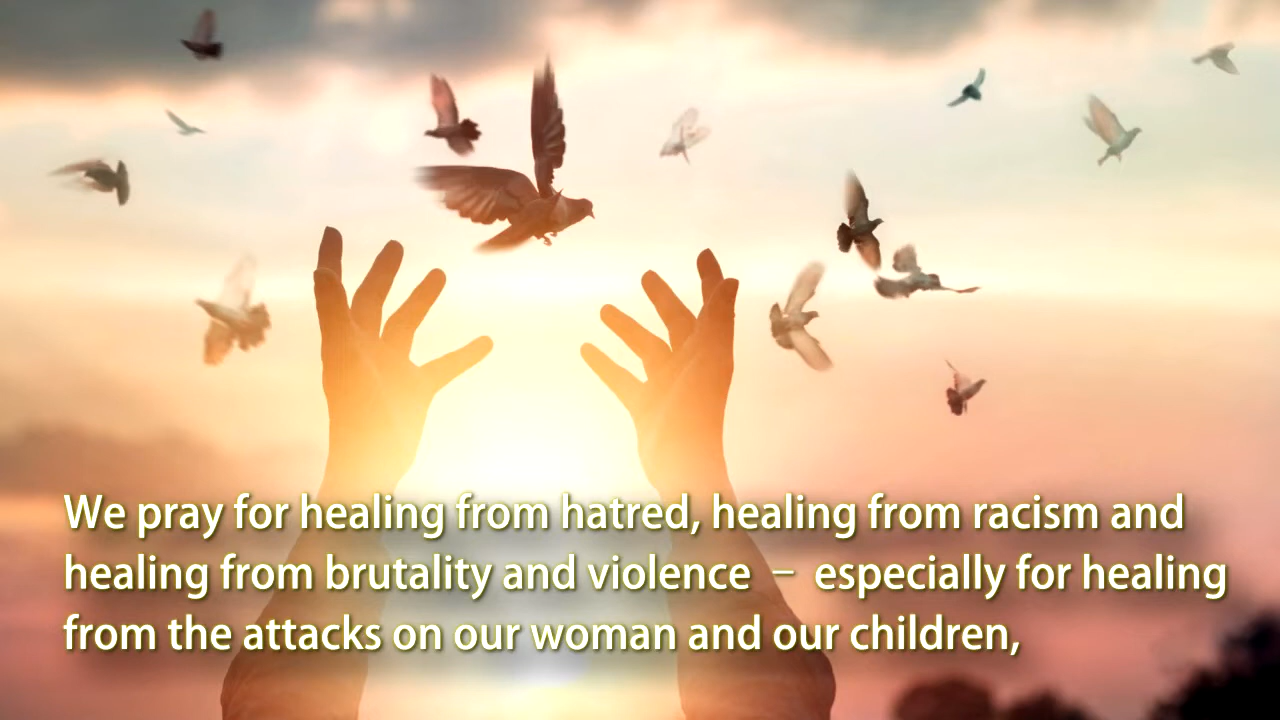 We pray for healing from hatred, healing from racism and
healing from brutality and violence – especially for healing
from the attacks on our woman and our children,